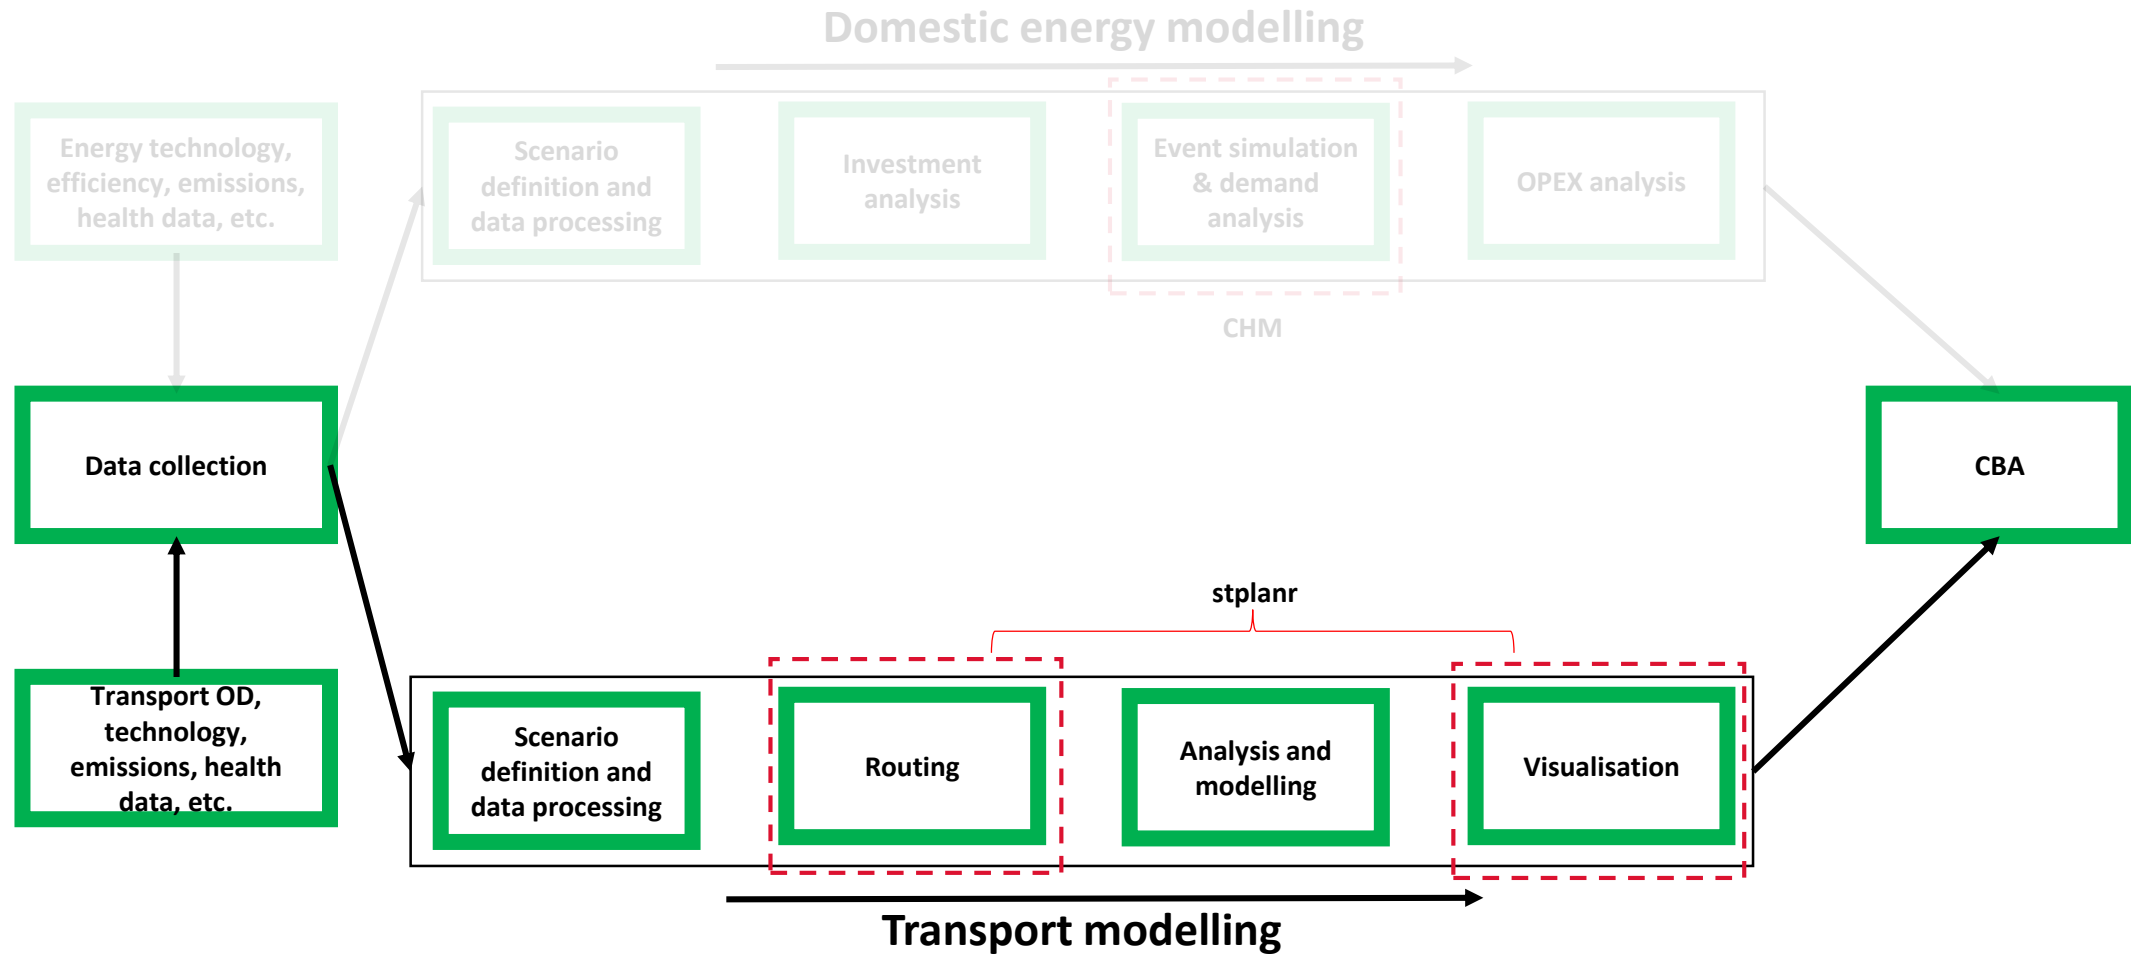 Domestic energy modelling
Energy technology,
efficiency, emissions,
health data, etc.
Scenario
definition and
data processing
Investment
analysis
Event simulation
& demand
analysis
OPEX analysis
CHM
Data collection
CBA
stplanr
Transport OD,
technology,
emissions, health
data, etc.
Scenario
definition and
data processing
Routing
Analysis and
modelling
Visualisation
Transport modelling